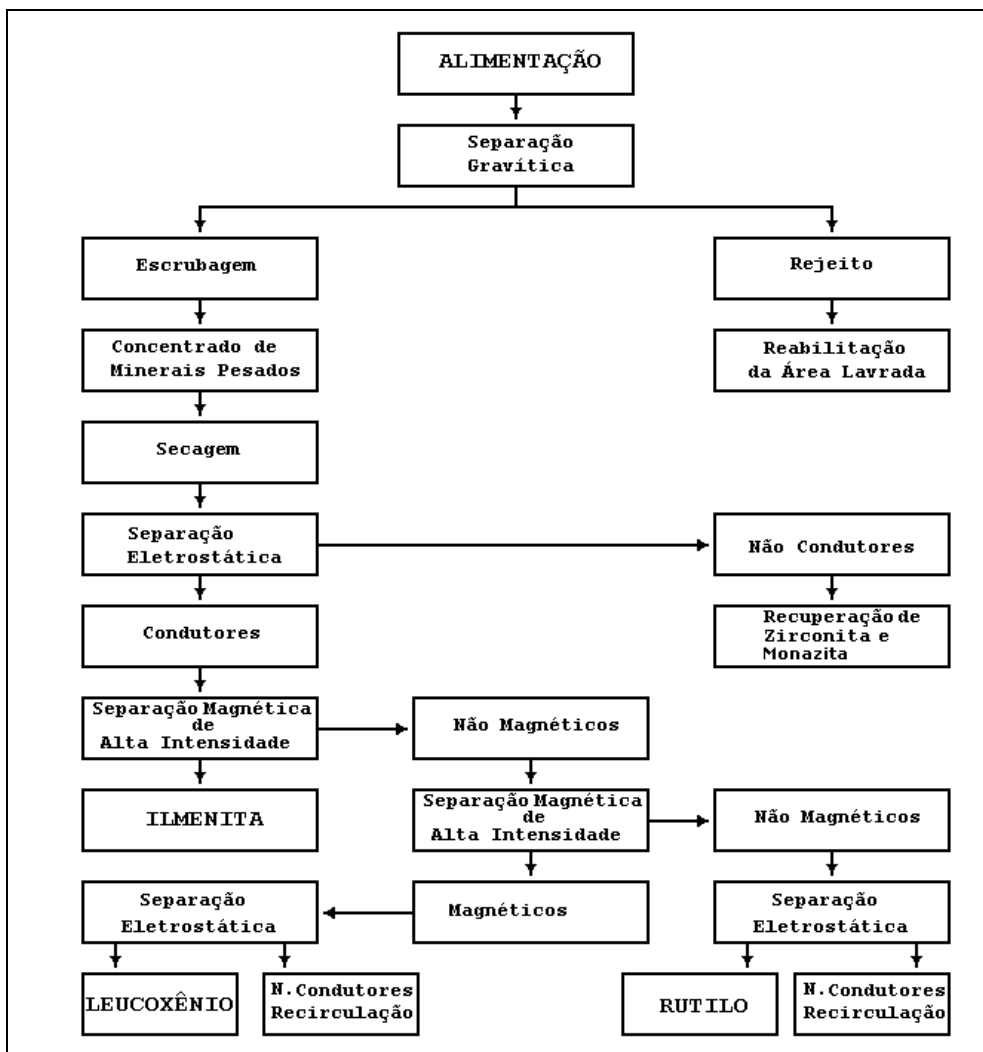 ALIMENTAÇÃO
Separação
Gravítica
Escrubagem
Rejeito
Concentrado de
Minerais Pesados
Reabilitação
da Área Lavrada
Secagem
Separação
Eletrostática
Não Condutores
Condutores
Recuperação de
Zirconita e
Monazita
Separação Magnética
de
Alta Intensidade
Não Magnéticos
ILMENITA
Separação Magnética
de
Alta Intensidade
Não Magnéticos
Separação
Eletrostática
Magnéticos
Separação
Eletrostática
LEUCOXÊNIO
N.Condutores
Recirculação
RUTILO
N.Condutores
Recirculação